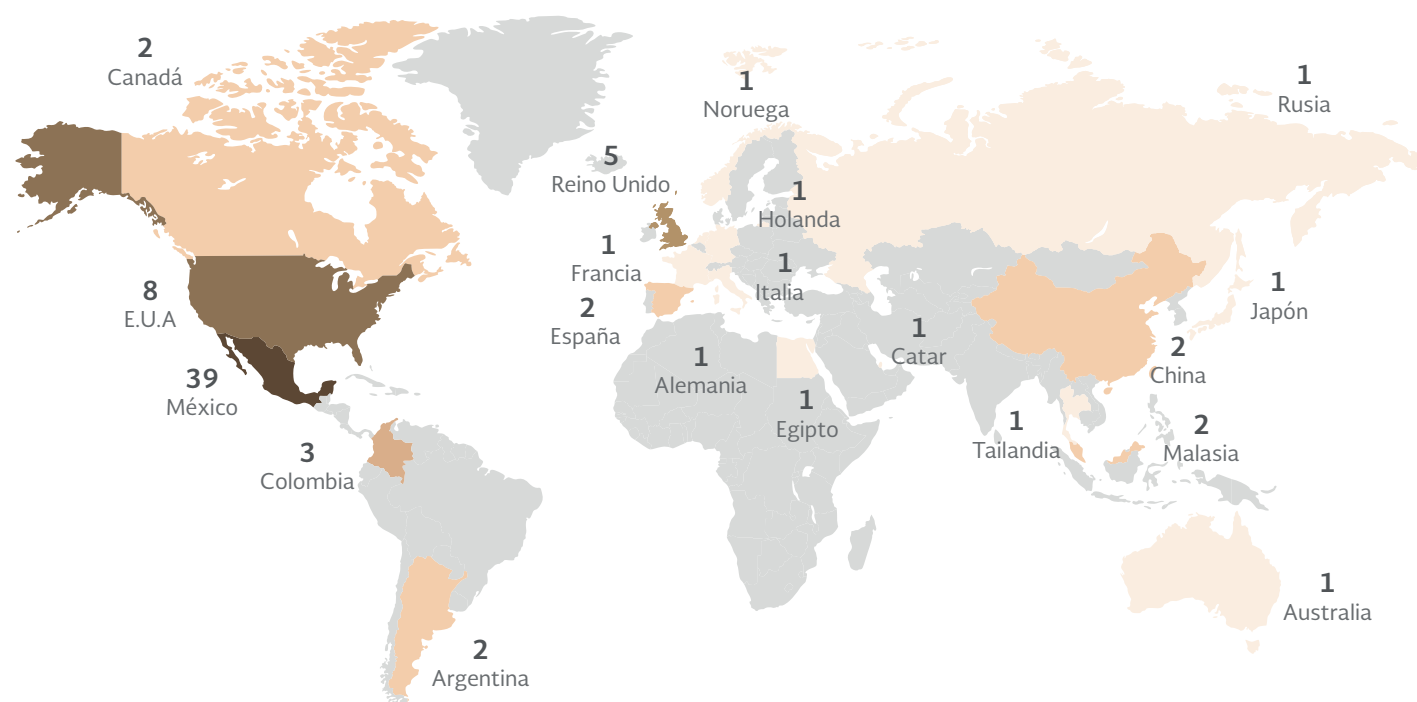 2
Canadá
1
Noruega
1
Rusia
5
Reino Unido
1
Holanda
1
Francia
1
Italia
8
E.U.A
2
España
1
Japón
1
Catar
2
China
39
México
1
Alemania
1
Egipto
1
Tailandia
2
Malasia
3
Colombia
1
Australia
2
Argentina